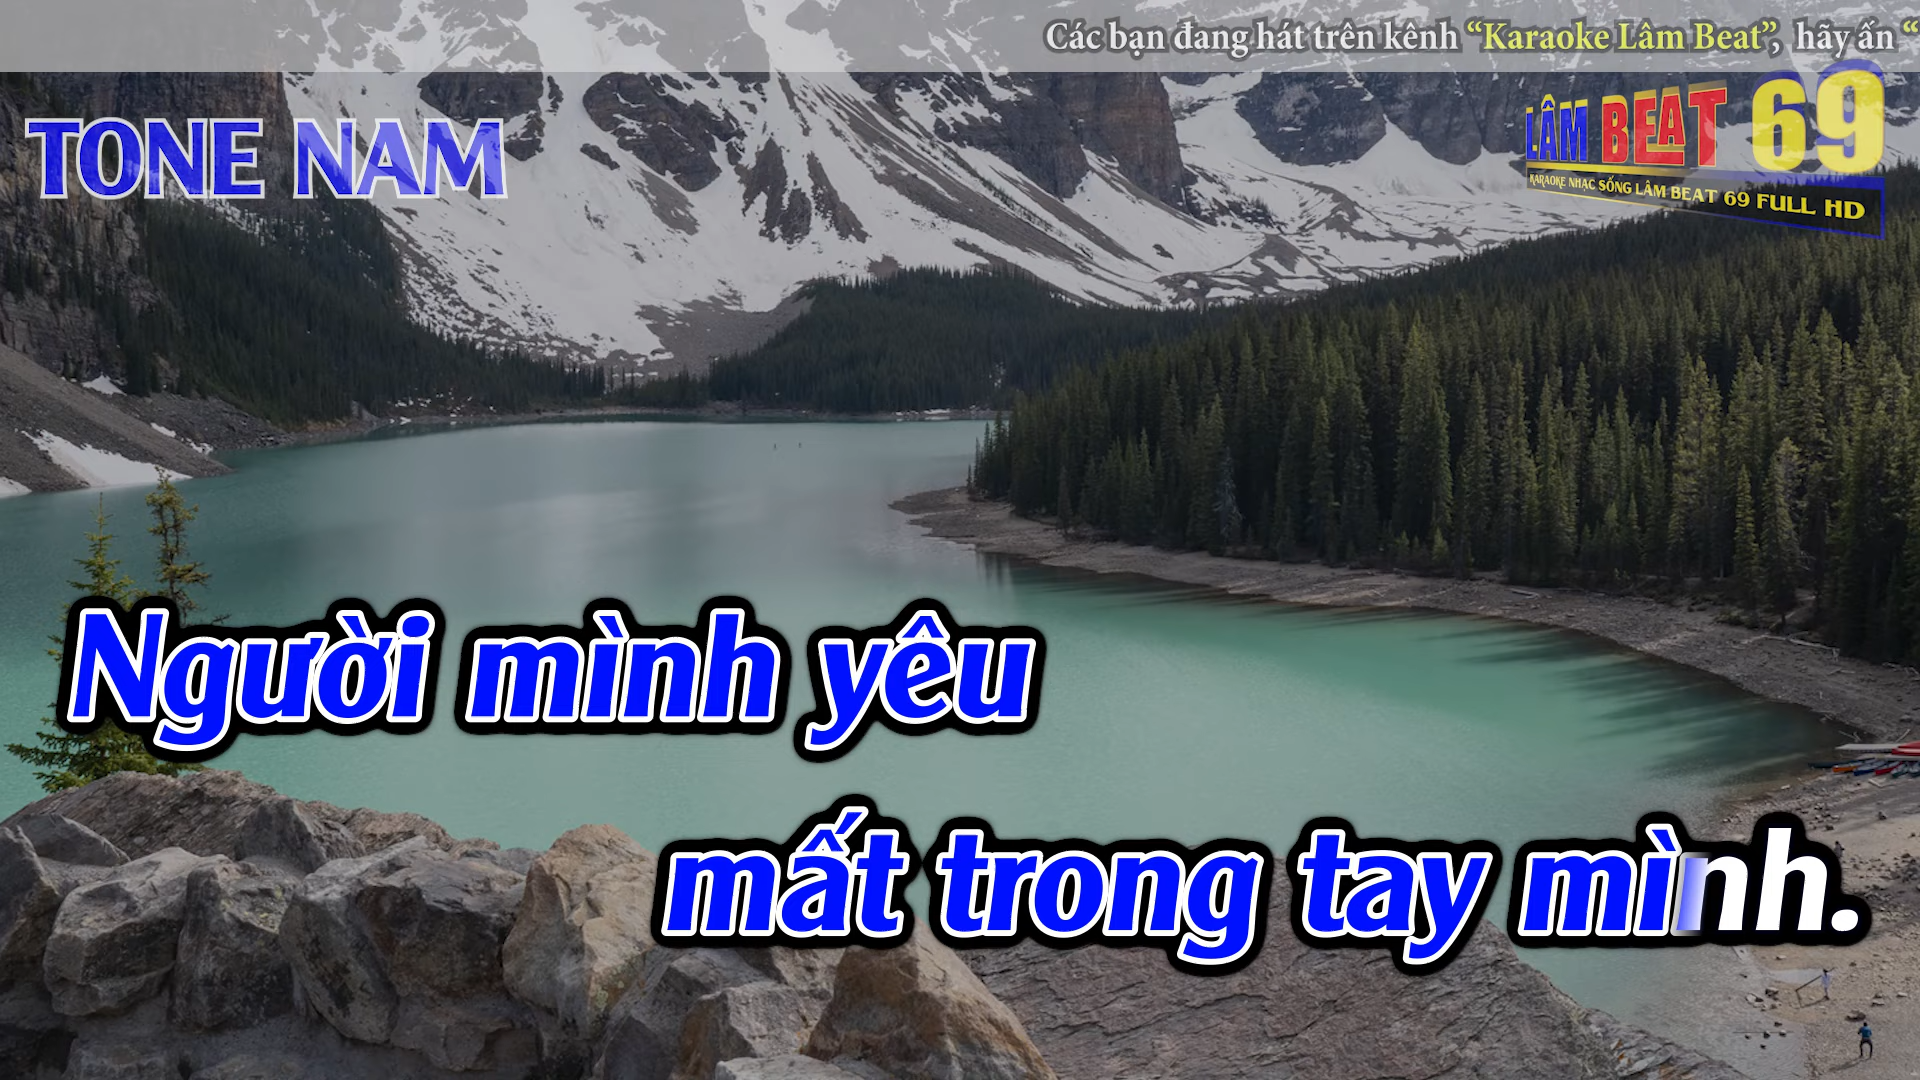 Các bạn đang hát trên kênh “Karaoke Lâm Beat”, hãy ấn “
LÂM BEAT 69
KARAOKE NHẠC SỐNG LÂM BEAT 69 FULL HD
TONE NAM
Người mình yêu
mất trong tay mình.